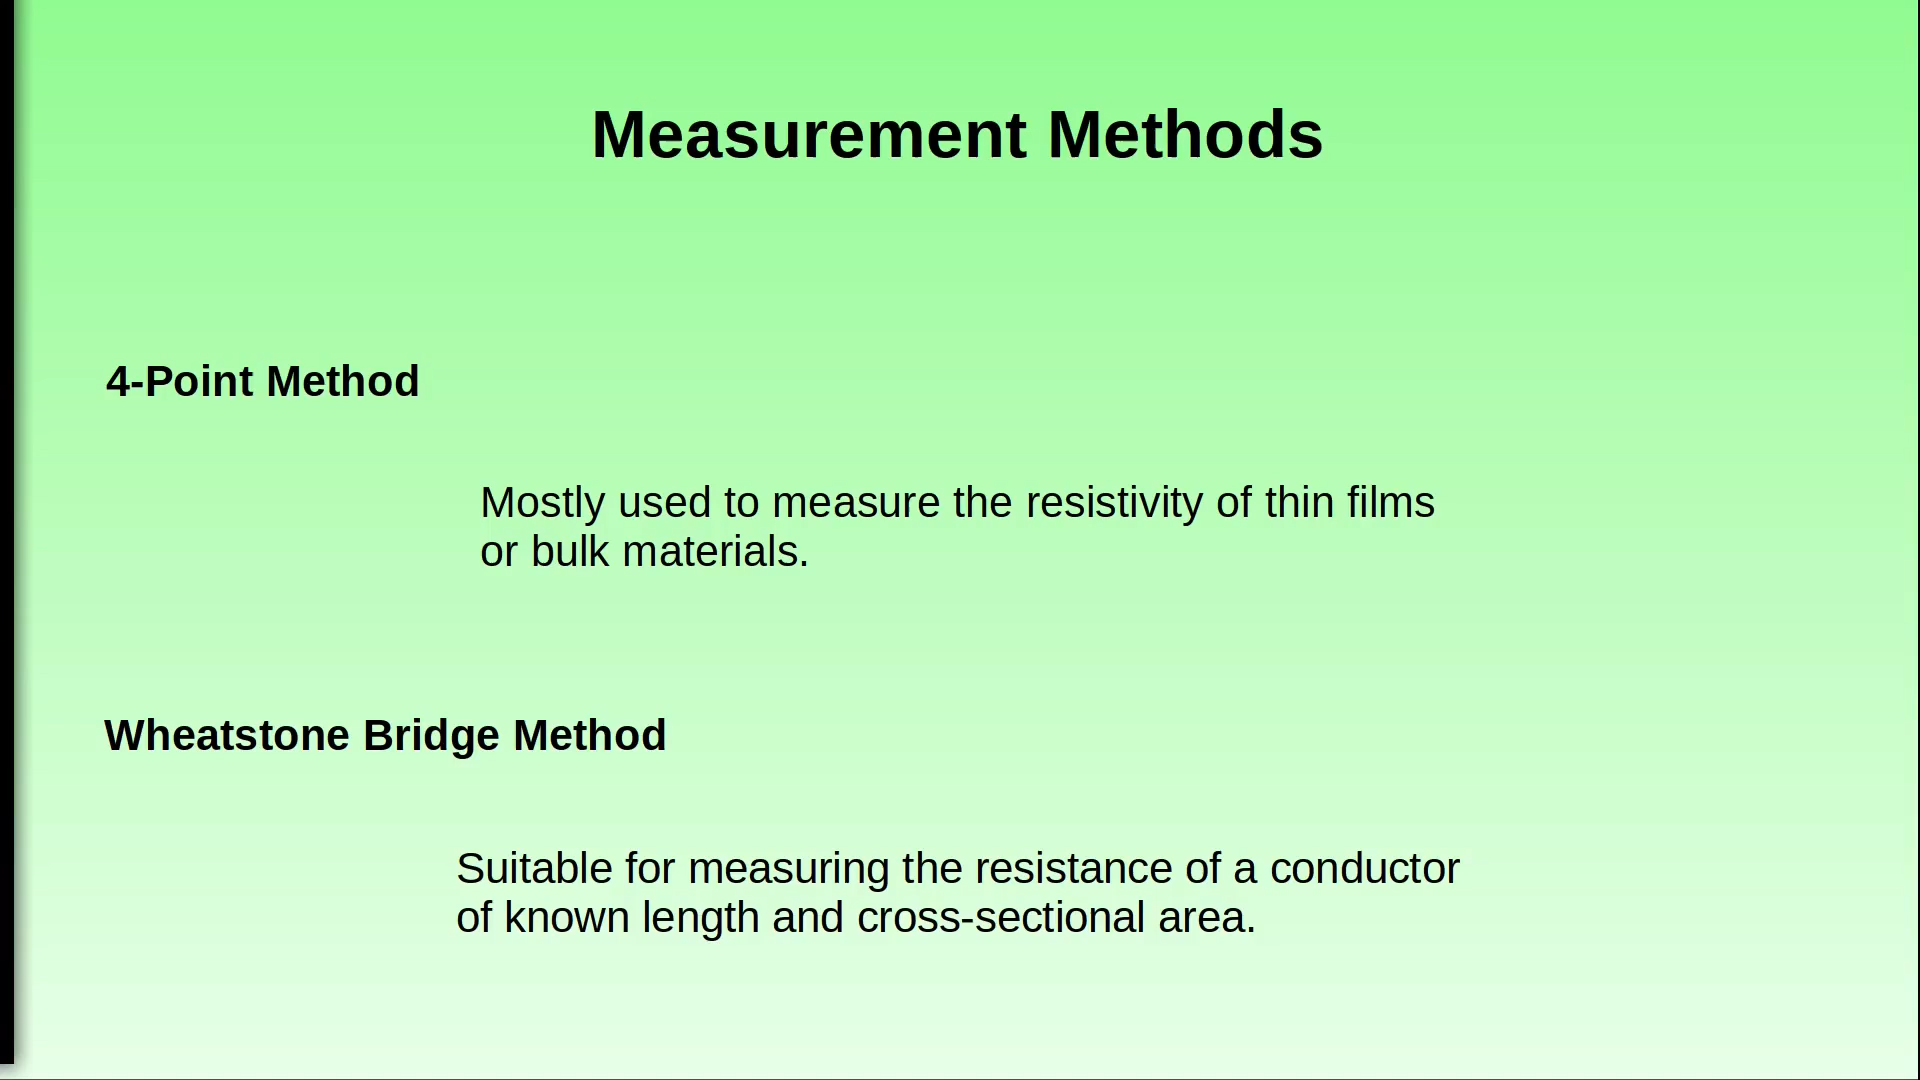 Measurement Methods
4-Point Method
Mostly used to measure the resistivity of thin films
or bulk materials.
Wheatstone Bridge Method
Suitable for measuring the resistance of a conductor
of known length and cross-sectional area.